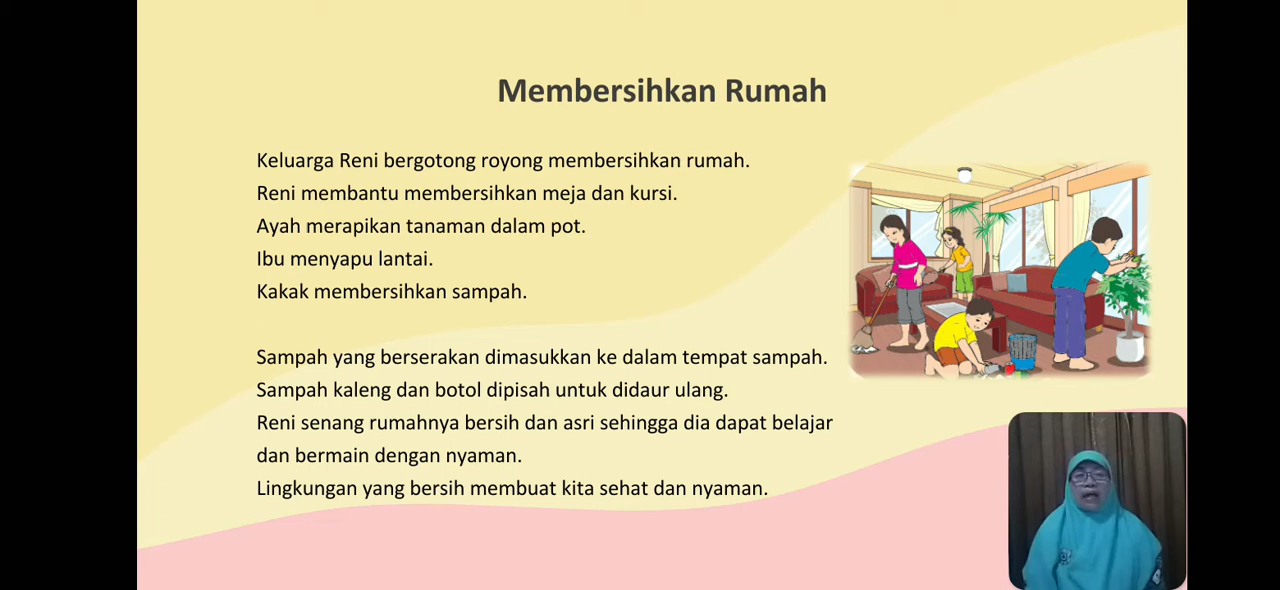 Membersihkan Rumah
Keluarga Reni bergotong royong membersihkan rumah.
Reni membantu membersihkan meja dan kursi.
Ayah merapikan tanaman dalam pot.
Ibu menyapu lantai.
Kakak membersihkan sampah.
Sampah yang berserakan dimasukkan ke dalam tempat sampah.
Sampah kaleng dan botol dipisah untuk didaur ulang.
Reni senang rumahnya bersih dan asri sehingga dia dapat belajar
dan bermain dengan nyaman.
Lingkungan yang bersih membuat kita sehat dan nyaman.